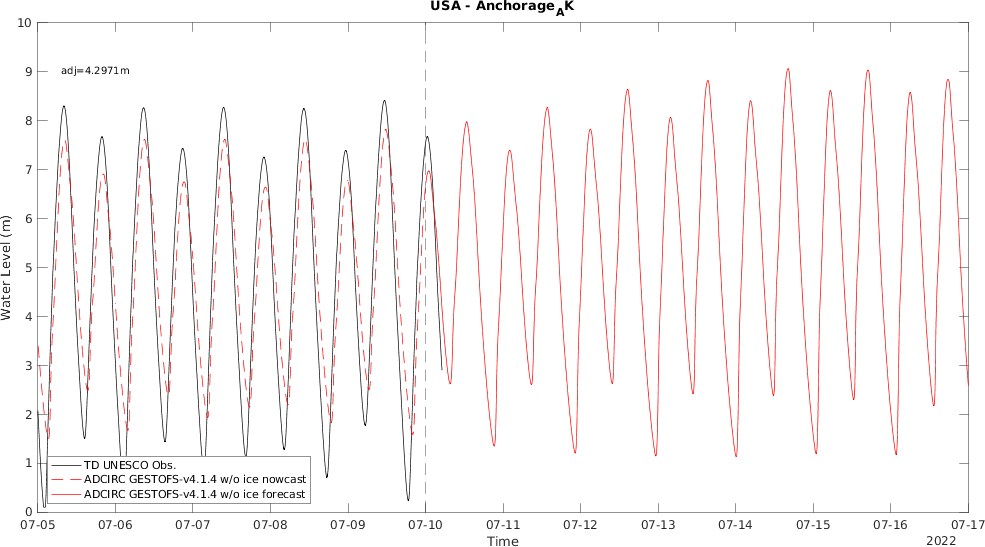 USA - Anchorage_AK
10
9
8
7
6
5
4
3
2
1
0
adj=4.2971m
Water Level (m)
TD UNESCO Obs.
ADCIRC GESTOFS-v4.1.4 w/o ice nowcast
ADCIRC GESTOFS-v4.1.4 w/o ice forecast
07-05 07-06 07-07 07-08 07-09 07-10 07-11 07-12 07-13 07-14 07-15 07-16 07-17
Time
2022